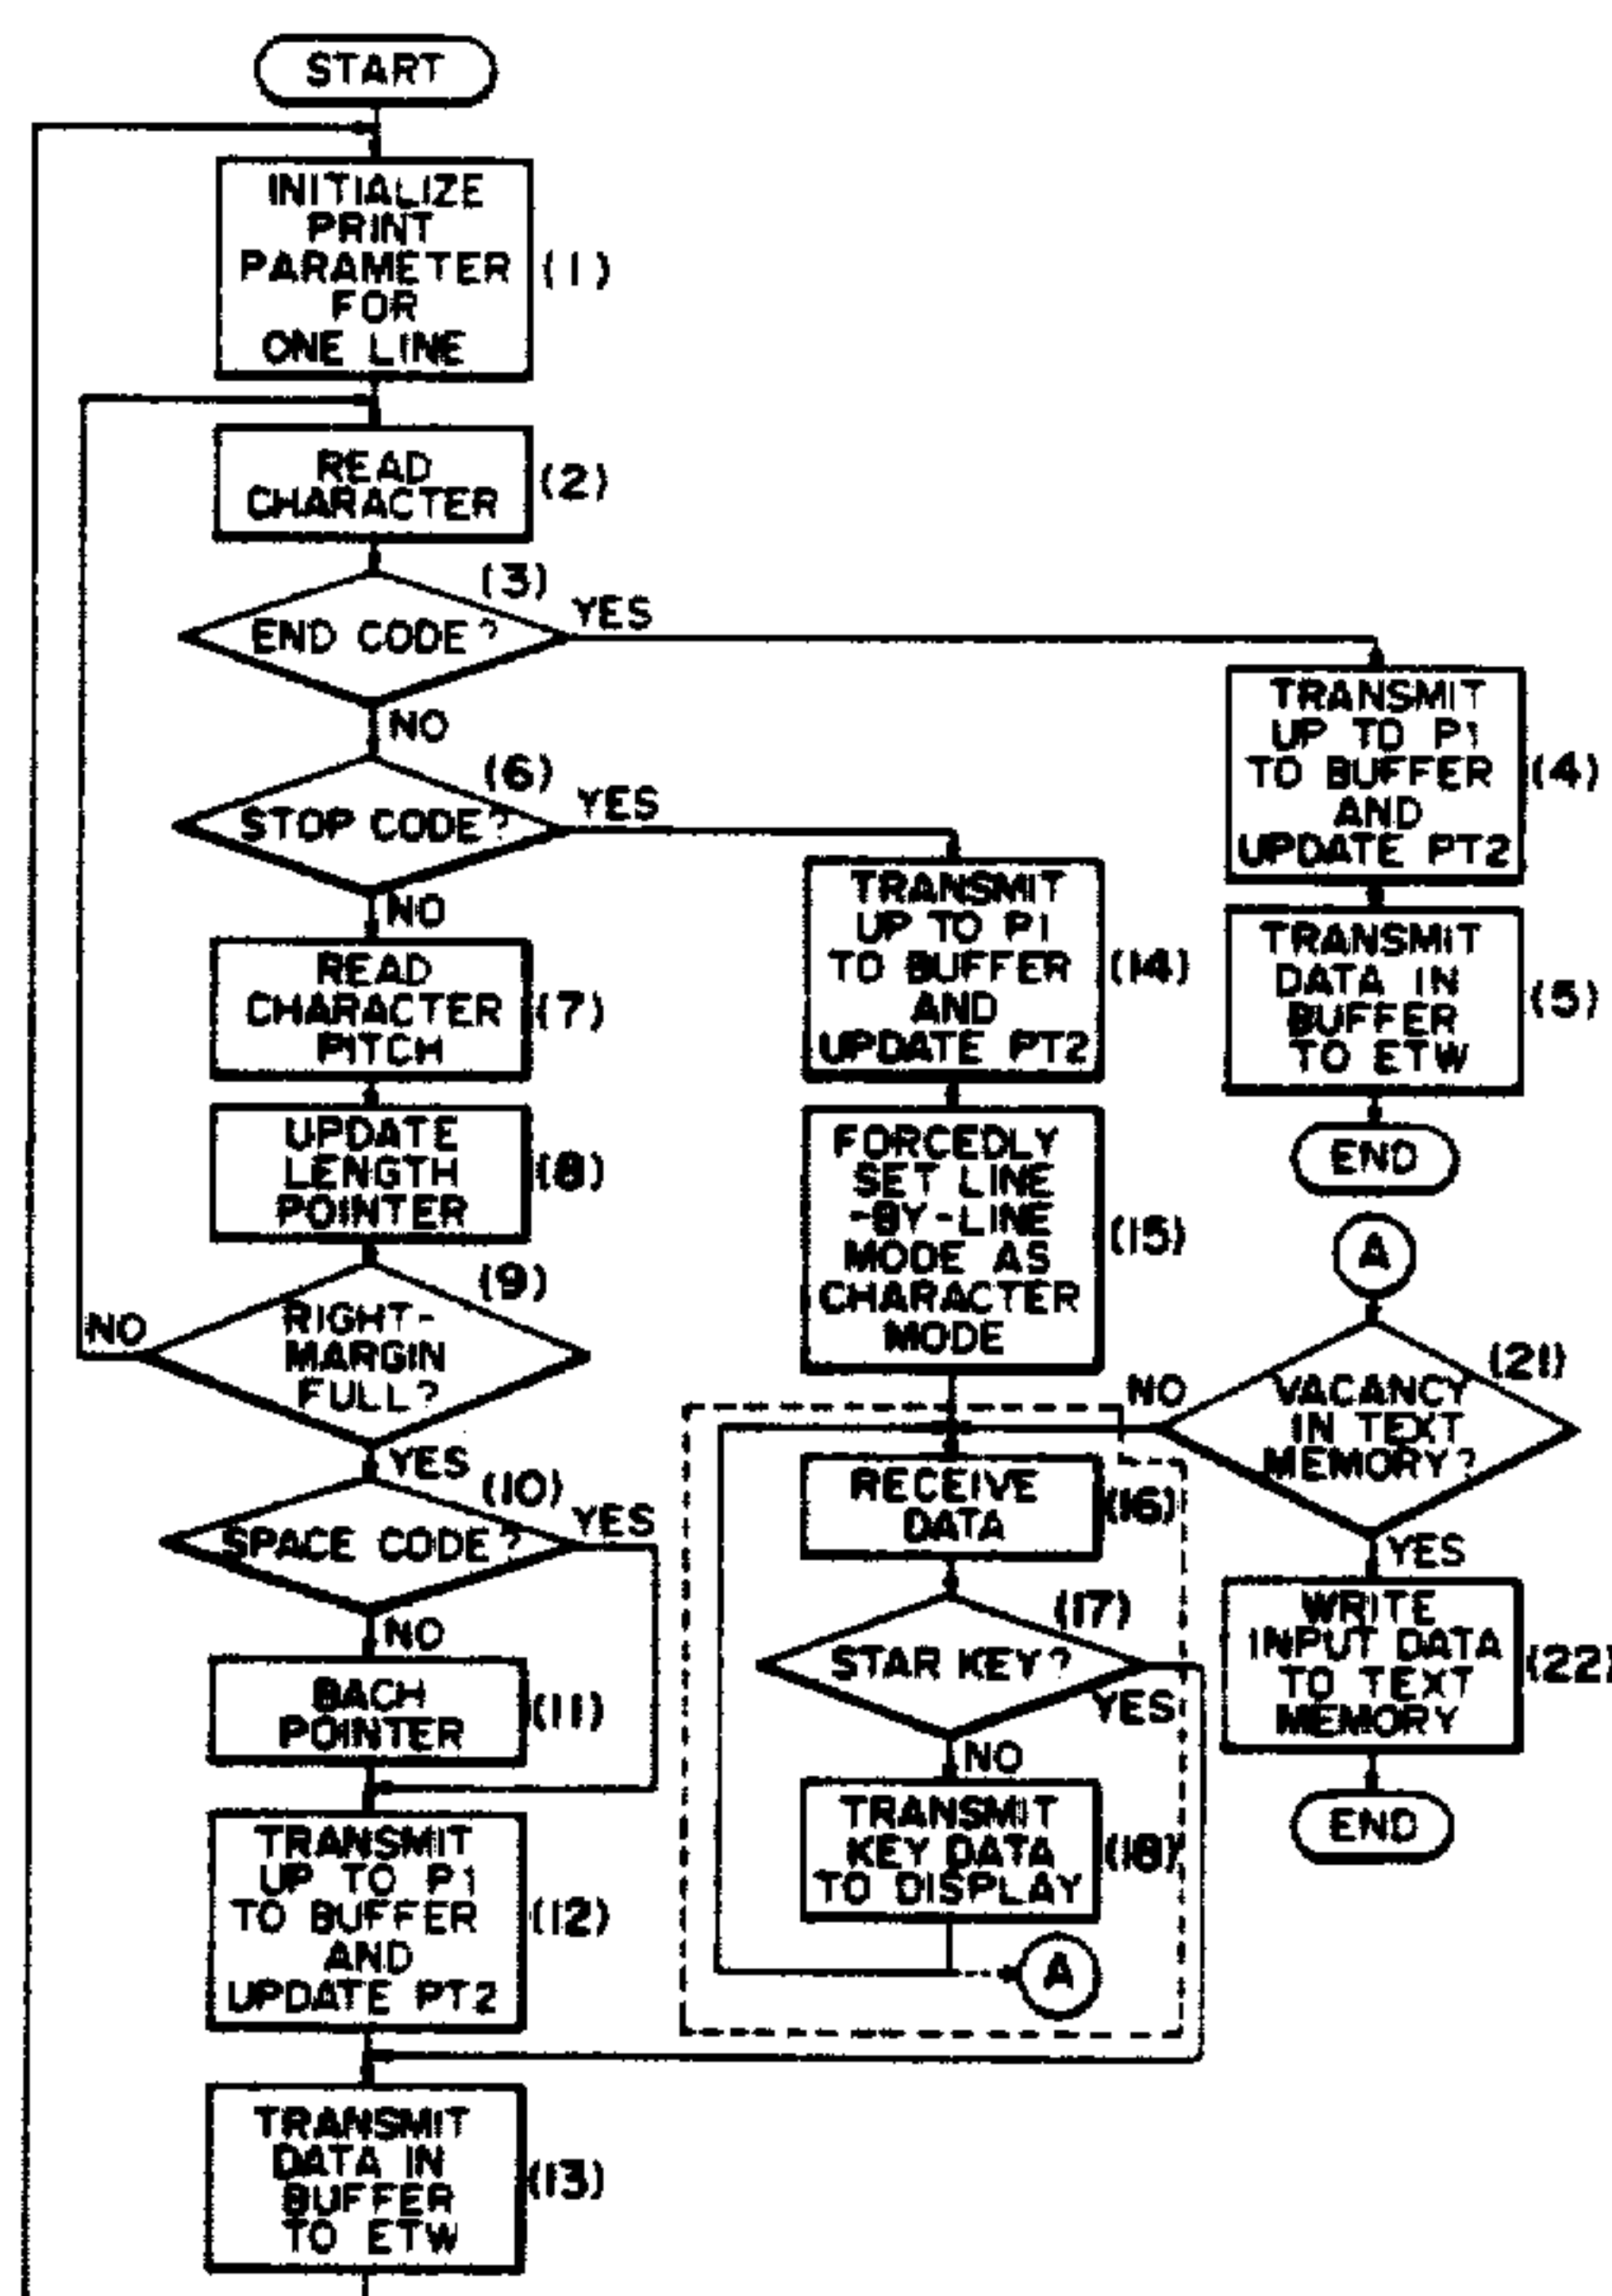 START
INITIALIZE
PRINT
PARAMETER
FOR
ONE LINE
(1)
READ
CHARACTER
(2)
END CODE?
(3)
YES
NO
TRANSMIT
UP TO P1
TO BUFFER
AND
UPDATE PT2
(4)
TRANSMIT
DATA IN
BUFFER
TO ETW
(5)
END
STOP CODE?
(6)
YES
NO
READ
CHARACTER
PITCH
(7)
UPDATE
LENGTH
POINTER
(8)
RIGHT-
MARGIN
FULL?
(9)
NO
YES
SPACE CODE?
(10)
YES
NO
BACH
POINTER
(11)
TRANSMIT
UP TO P1
TO BUFFER
AND
UPDATE PT2
(12)
TRANSMIT
DATA IN
BUFFER
TO ETW
(13)
TRANSMIT
UP TO P1
TO BUFFER
AND
UPDATE PT2
(14)
FORCEDLY
SET LINE
-BY-LINE
MODE AS
CHARACTER
MODE
(15)
RECEIVE
DATA
(16)
STAR KEY?
(17)
YES
NO
TRANSMIT
KEY DATA
TO DISPLAY
(18)
A
A
VACANCY
IN TEXT
MEMORY?
(21)
NO
YES
WRITE
INPUT DATA
TO TEXT
MEMORY
(22)
END